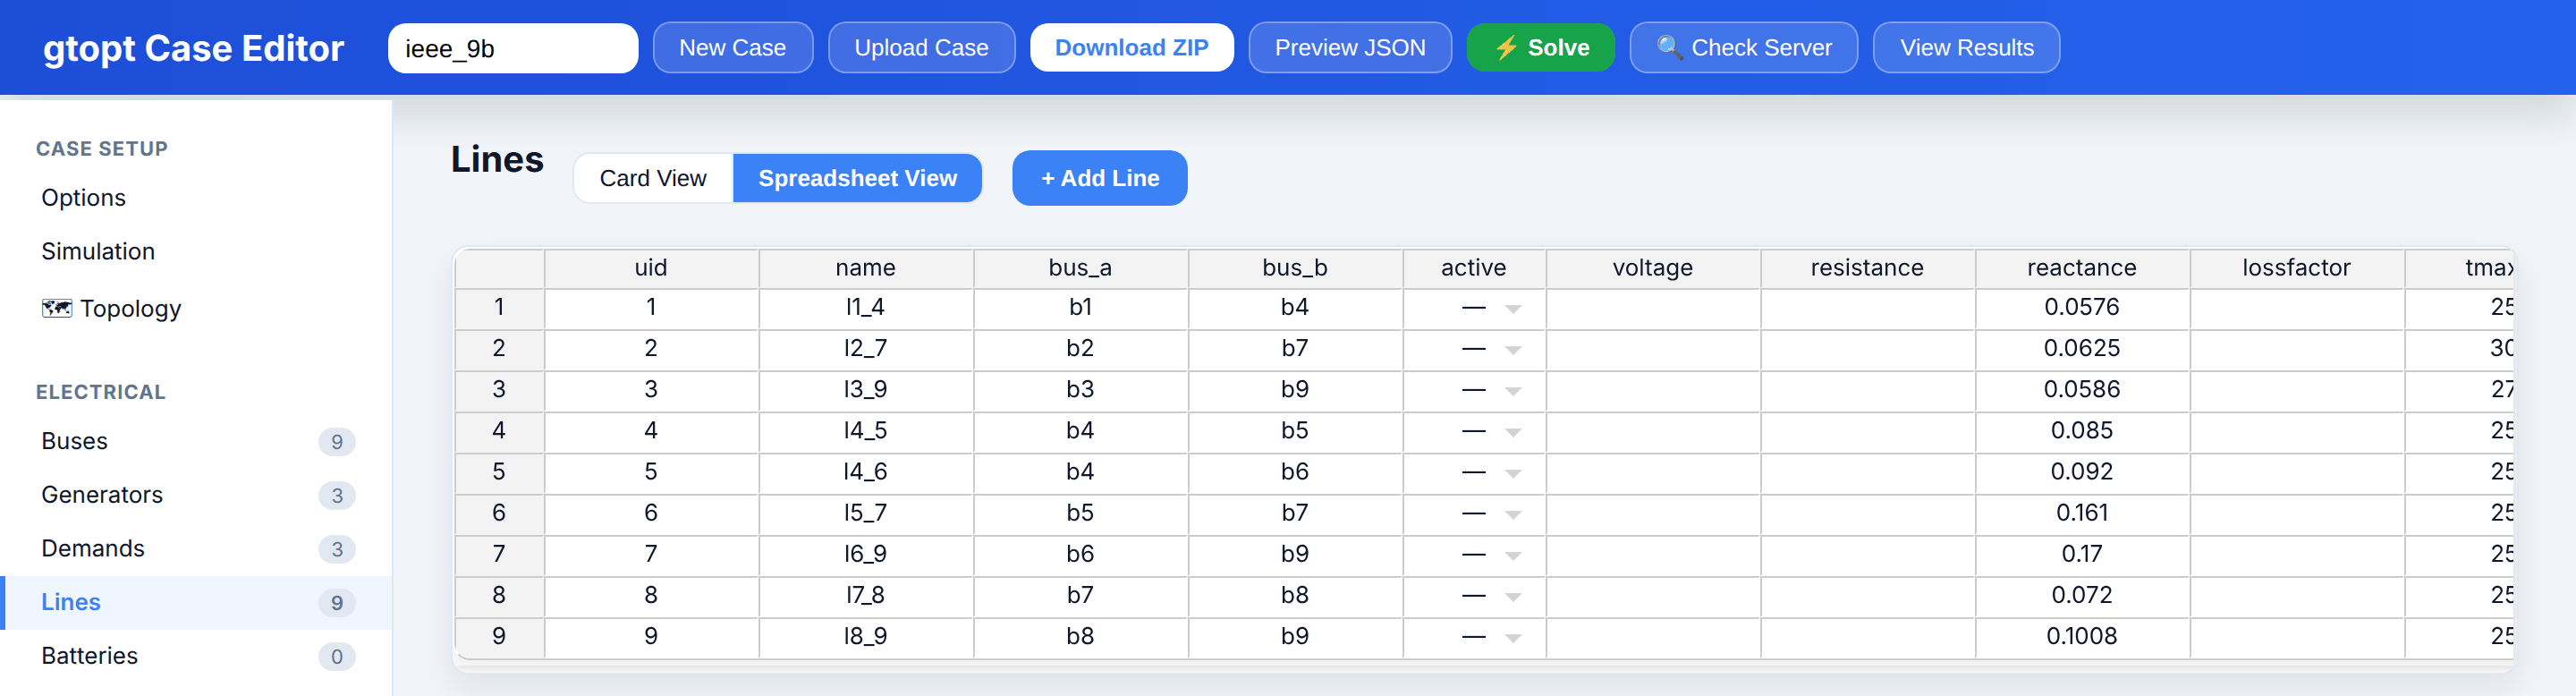 gtopt Case Editor ieee_9b New Case Upload Case Download ZIP Preview JSON ⚡ Solve 🔍 Check Server View Results
CASE SETUP
Options
Simulation
🗺 Topology
ELECTRICAL
Buses 9
Generators 3
Demands 3
Lines 9
Batteries 0
Lines Card View Spreadsheet View + Add Line
uid name bus_a bus_b active voltage resistance reactance lossfactor
1 1 l1_4 b1 b4 — 0.0576
2 2 l2_7 b2 b7 — 0.0625
3 3 l3_9 b3 b9 — 0.0586
4 4 l4_5 b4 b5 — 0.085
5 5 l4_6 b4 b6 — 0.092
6 6 l5_7 b5 b7 — 0.161
7 7 l6_9 b6 b9 — 0.17
8 8 l7_8 b7 b8 — 0.072
9 9 l8_9 b8 b9 — 0.1008